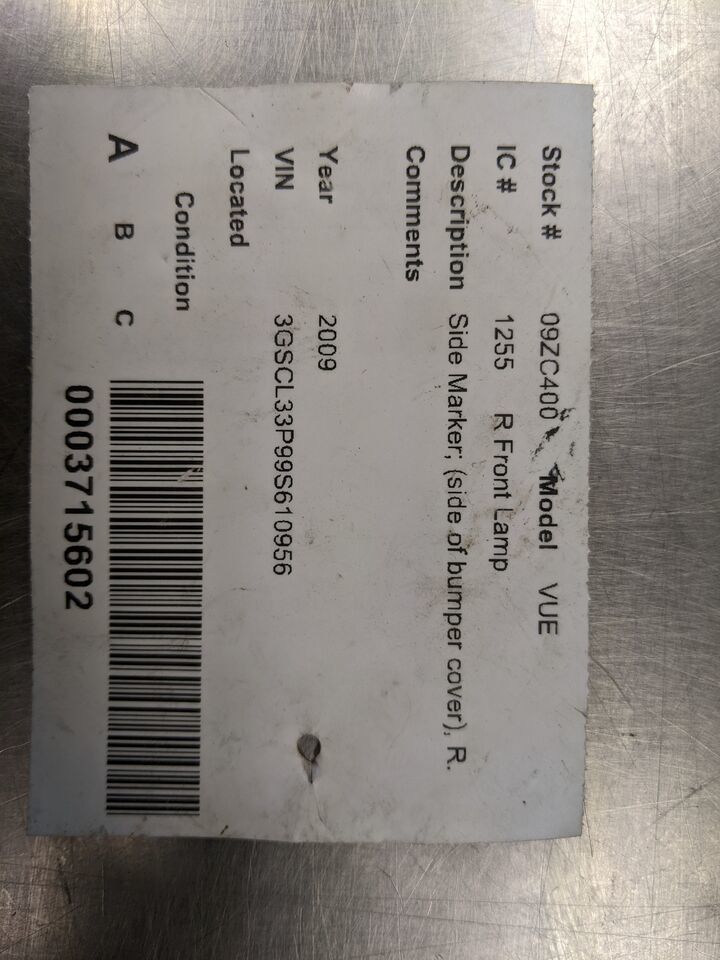 Stock # 09ZC400 Model VUE
IC # 1255 R Front Lamp
Description Side Marker; (side of bumper cover), R.
Comments
Year 2009
VIN 3GSCL33P99S610956
Located
Condition
A B C
0003715602